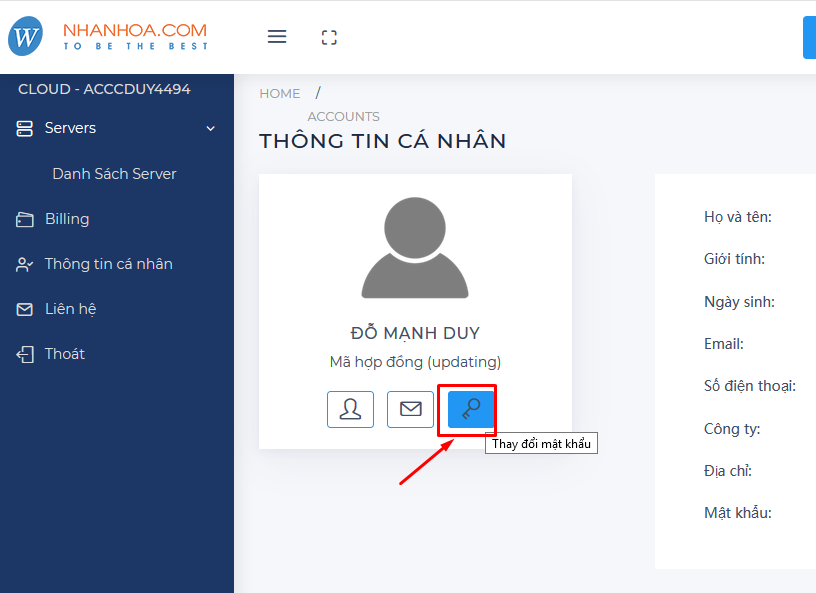 W
NHANHOA.COM
TO BE THE BEST
CLOUD - ACCCDUY4494
Servers
Danh Sách Server
Billing
Thông tin cá nhân
Liên hệ
Thoát
HOME /
ACCOUNTS
THÔNG TIN CÁ NHÂN
ĐỖ MẠNH DUY
Mã hợp đồng (updating)
Thay đổi mật khẩu
Họ và tên:
Giới tính:
Ngày sinh:
Email:
Số điện thoại:
Công ty:
Địa chỉ:
Mật khẩu: